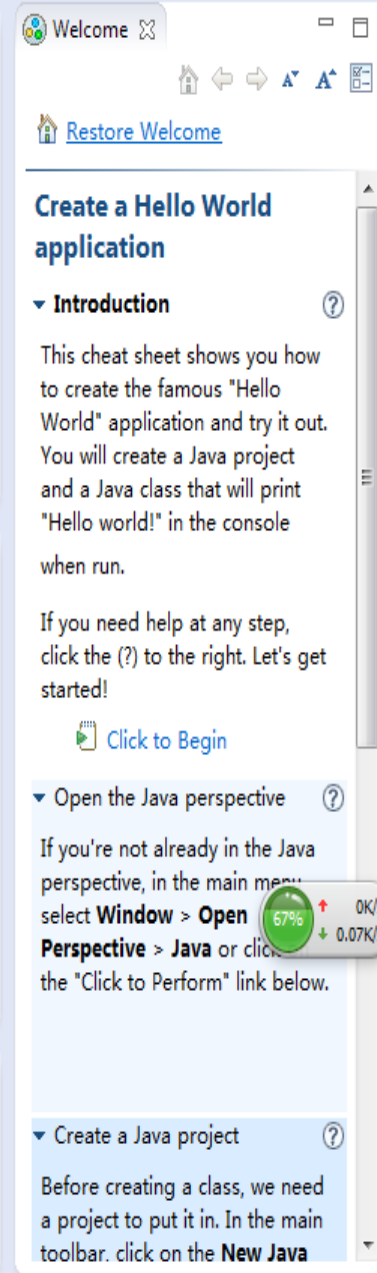 Welcome
Restore Welcome
Create a Hello World
application
Introduction
This cheat sheet shows you how
to create the famous "Hello
World" application and try it out.
You will create a Java project
and a Java class that will print
"Hello world!" in the console
when run.
If you need help at any step,
click the (?) to the right. Let's get
started!
Click to Begin
Open the Java perspective
If you're not already in the Java
perspective, in the main menu
select Window > Open
Perspective > Java or click
the "Click to Perform" link below.
67%
0K/
0.07K/
Create a Java project
Before creating a class, we need
a project to put it in. In the main
toolbar, click on the New Java